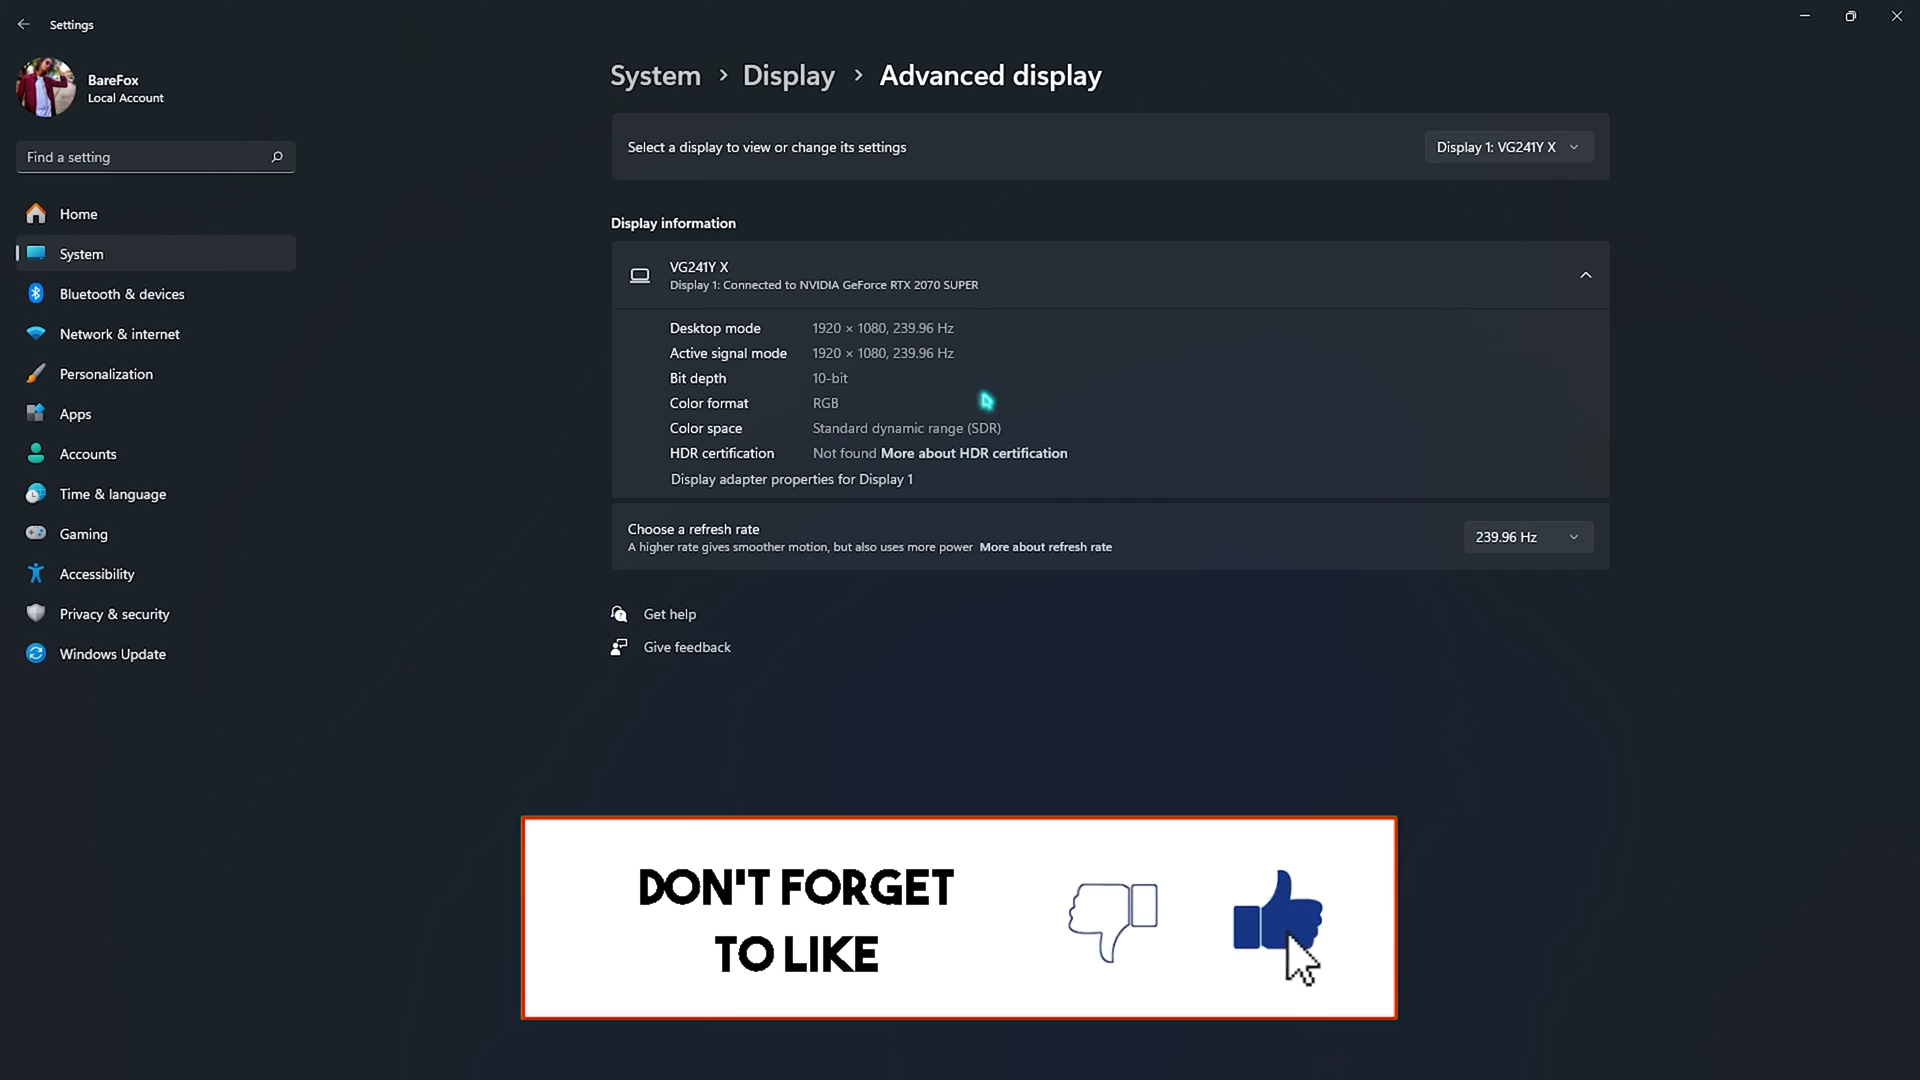 Settings
BareFox
Local Account
Find a setting
Home
System
Bluetooth & devices
Network & internet
Personalization
Apps
Accounts
Time & language
Gaming
Accessibility
Privacy & security
Windows Update
System > Display > Advanced display
Select a display to view or change its settings
Display 1: VG241Y X
Display information
VG241Y X
Display 1: Connected to NVIDIA GeForce RTX 2070 SUPER
Desktop mode 1920 × 1080, 239.96 Hz
Active signal mode 1920 × 1080, 239.96 Hz
Bit depth 10-bit
Color format RGB
Color space Standard dynamic range (SDR)
HDR certification Not found More about HDR certification
Display adapter properties for Display 1
Choose a refresh rate
A higher rate gives smoother motion, but also uses more power More about refresh rate
239.96 Hz
Get help
Give feedback
DON'T FORGET
TO LIKE